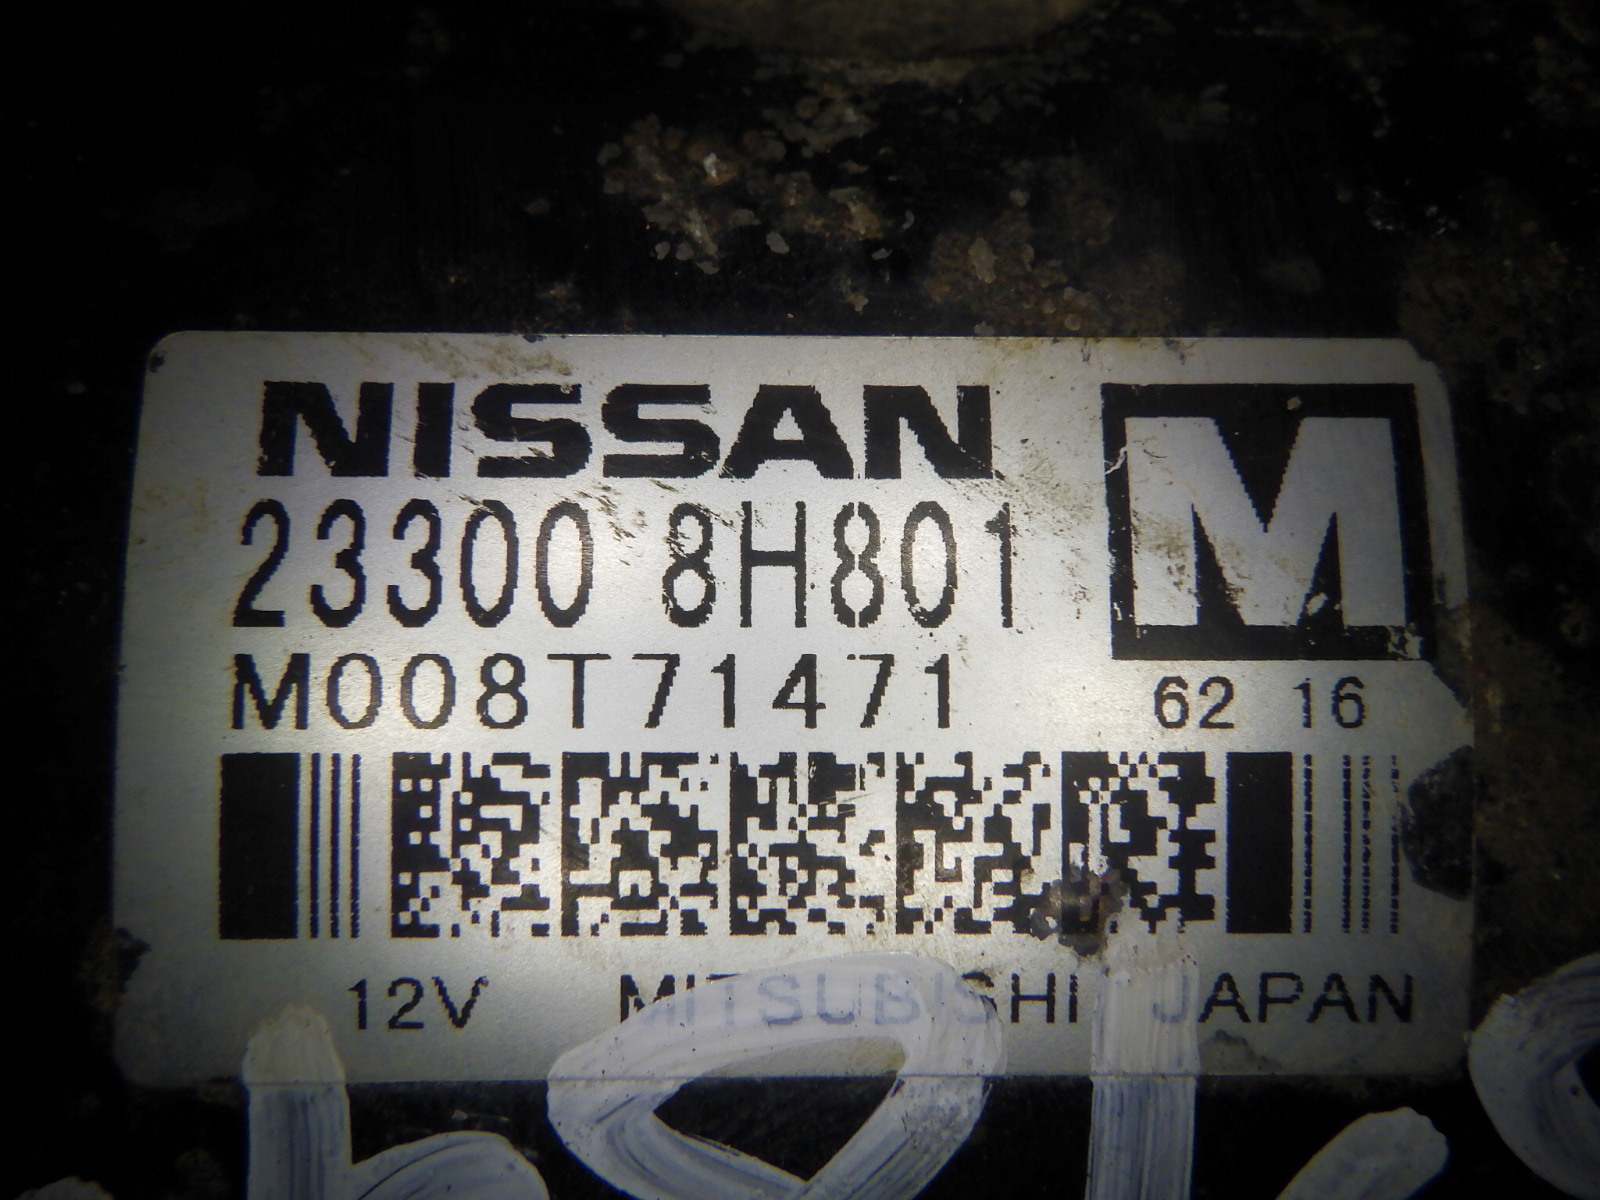 NISSAN
M
23300 8H801
M008T71471
62 16
12V MITSUBISHI JAPAN